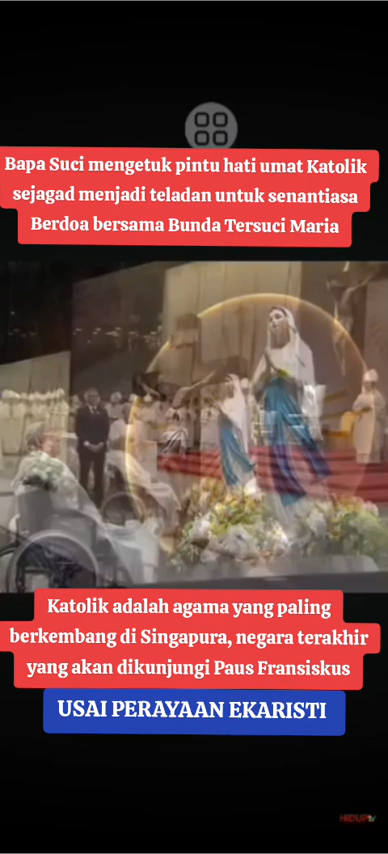 Bapa Suci mengetuk pintu hati umat Katolik
sejagad menjadi teladan untuk senantiasa
Berdoa bersama Bunda Tersuci Maria
Katolik adalah agama yang paling
berkembang di Singapura, negara terakhir
yang akan dikunjungi Paus Fransiskus
USAI PERAYAAN EKARISTI
HIDUPtv